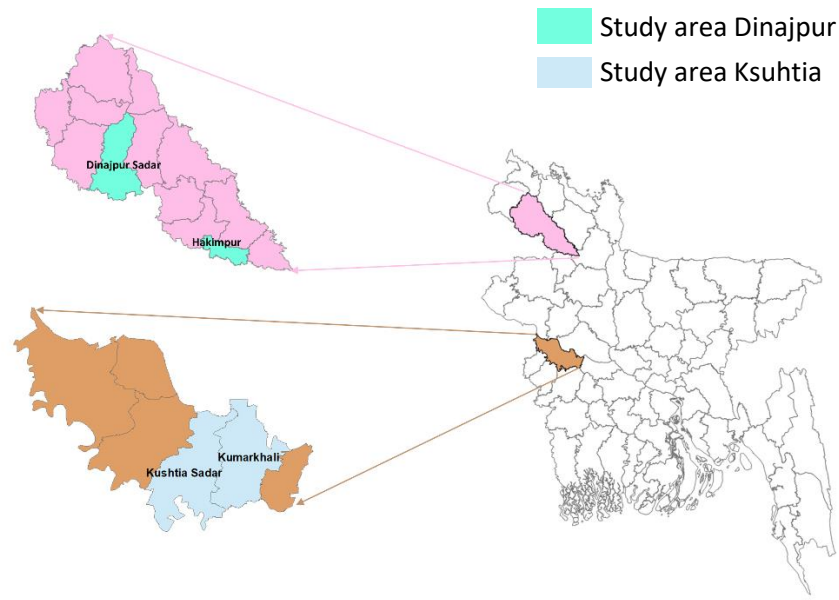 Study area Dinajpur
Study area Ksuhtia
Dinajpur Sadar
Hakimpur
Kumarkhali
Kushtia Sadar